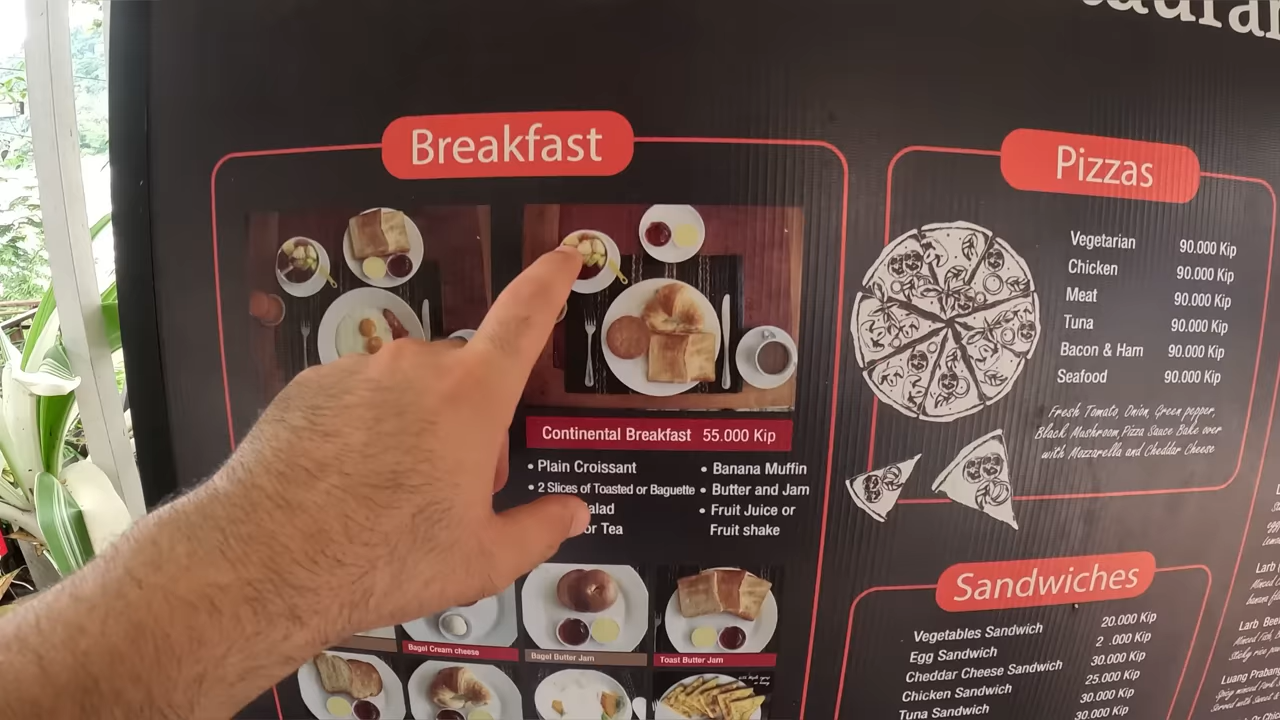 Breakfast
Continental Breakfast 55.000 Kip
• Plain Croissant
• 2 Slices of Toasted or Baguette
alad
or Tea
• Banana Muffin
• Butter and Jam
• Fruit Juice or
Fruit shake
Bagel Cream cheese
Bagel Butter Jam
Toast Butter Jam
Pizzas
Vegetarian 90.000 Kip
Chicken 90.000 Kip
Meat 90.000 Kip
Tuna 90.000 Kip
Bacon & Ham 90.000 Kip
Seafood 90.000 Kip
Fresh Tomato, Onion, Green pepper,
Black Mushroom, Pizza Sauce Bake over
with Mozzarella and Cheddar Cheese
Sandwiches
Vegetables Sandwich 20.000 Kip
Egg Sandwich 2 .000 Kip
Cheddar Cheese Sandwich 30.000 Kip
Chicken Sandwich 25.000 Kip
Tuna Sandwich 30.000 Kip
30.000 Kip
Larb
Larb Bee
Luang Prabang